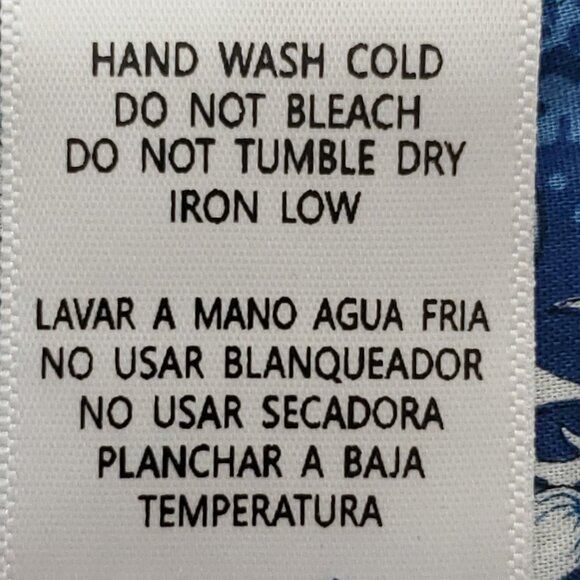 HAND WASH COLD
DO NOT BLEACH
DO NOT TUMBLE DRY
IRON LOW
LAVAR A MANO AGUA FRIA
NO USAR BLANQUEADOR
NO USAR SECADORA
PLANCHAR A BAJA
TEMPERATURA